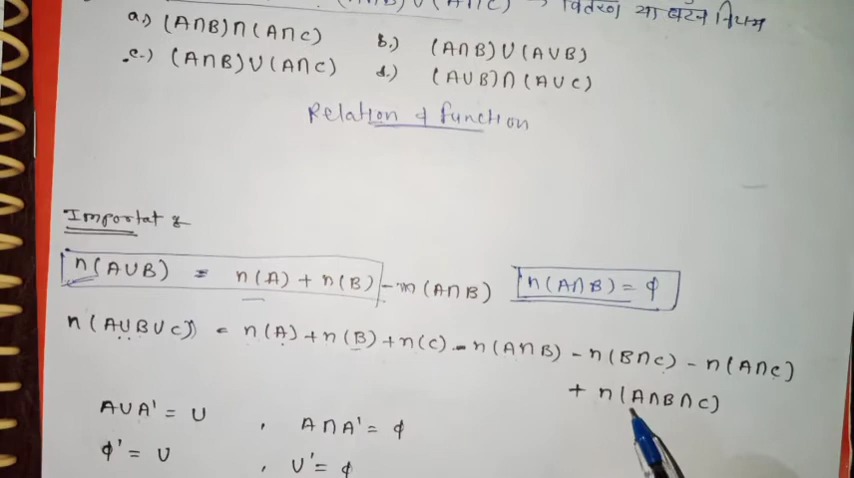 ∪(A∩C) → वितरण या बंटन नियम
a.) (A∩B)∩(A∩C) b.) (A∩B)∪(A∪B)
c.) (A∩B)∪(A∩C) d.) (A∪B)∩(A∪C)
Relation & function
Importat
n(A∪B) = n(A) + n(B) - n(A∩B) n(A∩B) = ϕ
n(A∪B∪C) = n(A) + n(B) + n(C) - n(A∩B) - n(B∩C) - n(A∩C)
+ n(A∩B∩C)
A∪A' = U , A∩A' = ϕ
ϕ' = U , U' = ϕ